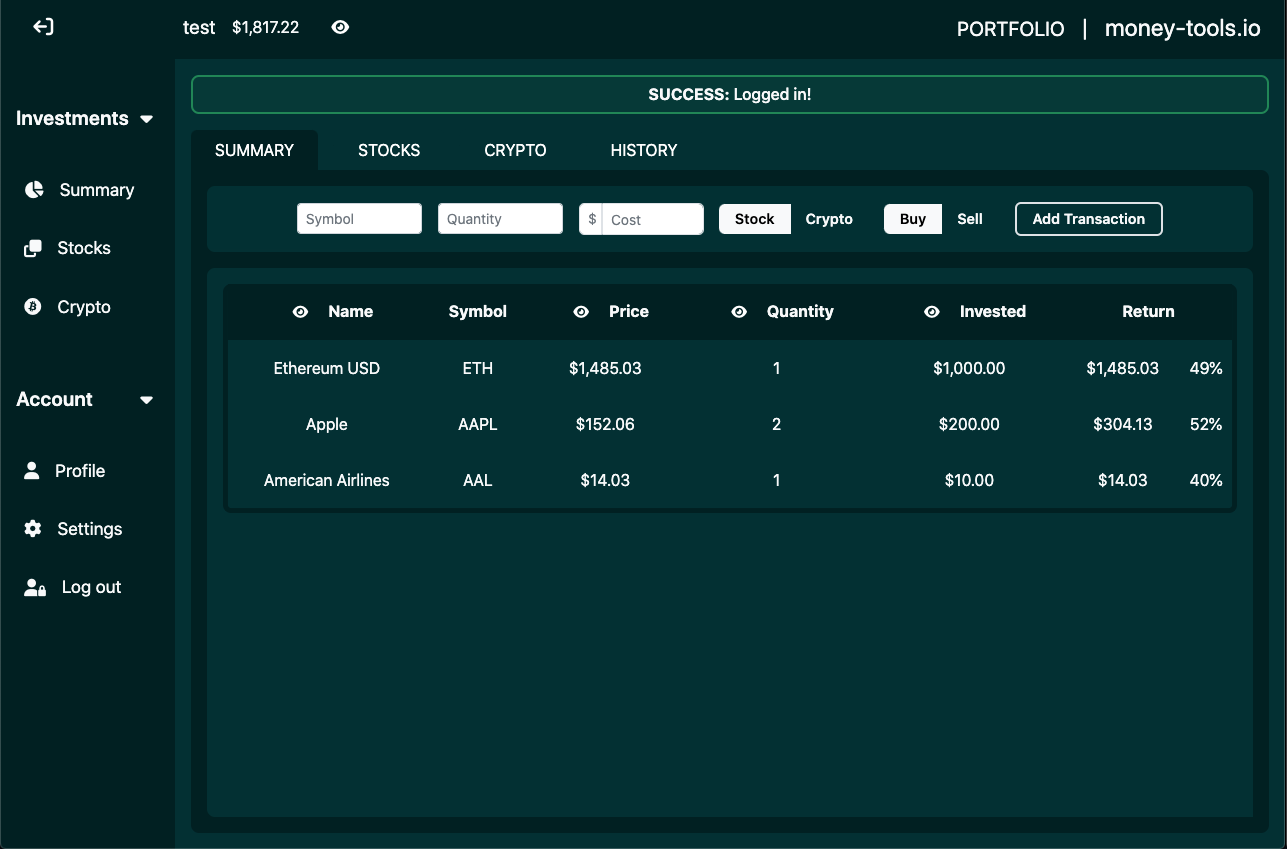 test $1,817.22 PORTFOLIO | money-tools.io
SUCCESS: Logged in!
Investments
Summary
Stocks
Crypto
Account
Profile
Settings
Log out
SUMMARY STOCKS CRYPTO HISTORY
Symbol Quantity $ Cost Stock Crypto Buy Sell Add Transaction
Name Symbol Price Quantity Invested Return
Ethereum USD ETH $1,485.03 1 $1,000.00 $1,485.03 49%
Apple AAPL $152.06 2 $200.00 $304.13 52%
American Airlines AAL $14.03 1 $10.00 $14.03 40%